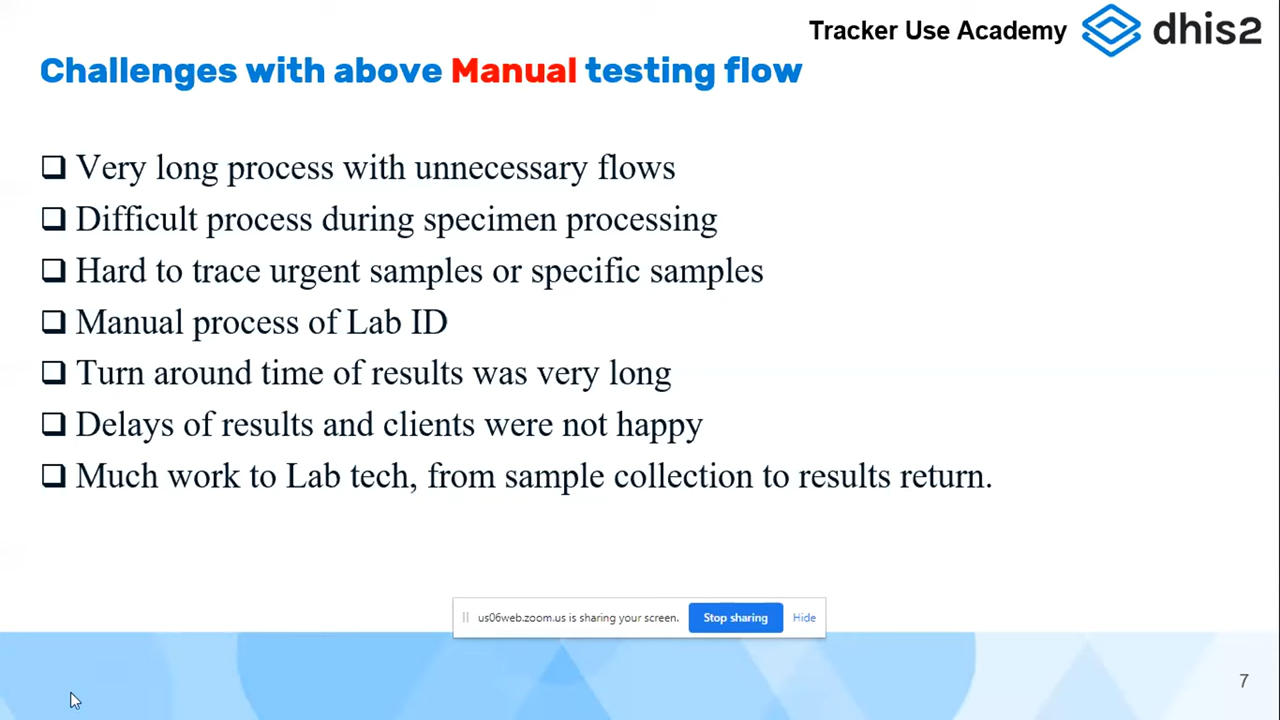 Tracker Use Academy
dhis2
Challenges with above Manual testing flow
Very long process with unnecessary flows
Difficult process during specimen processing
Hard to trace urgent samples or specific samples
Manual process of Lab ID
Turn around time of results was very long
Delays of results and clients were not happy
Much work to Lab tech, from sample collection to results return.
us06web.zoom.us is sharing your screen.
Stop sharing
Hide
7